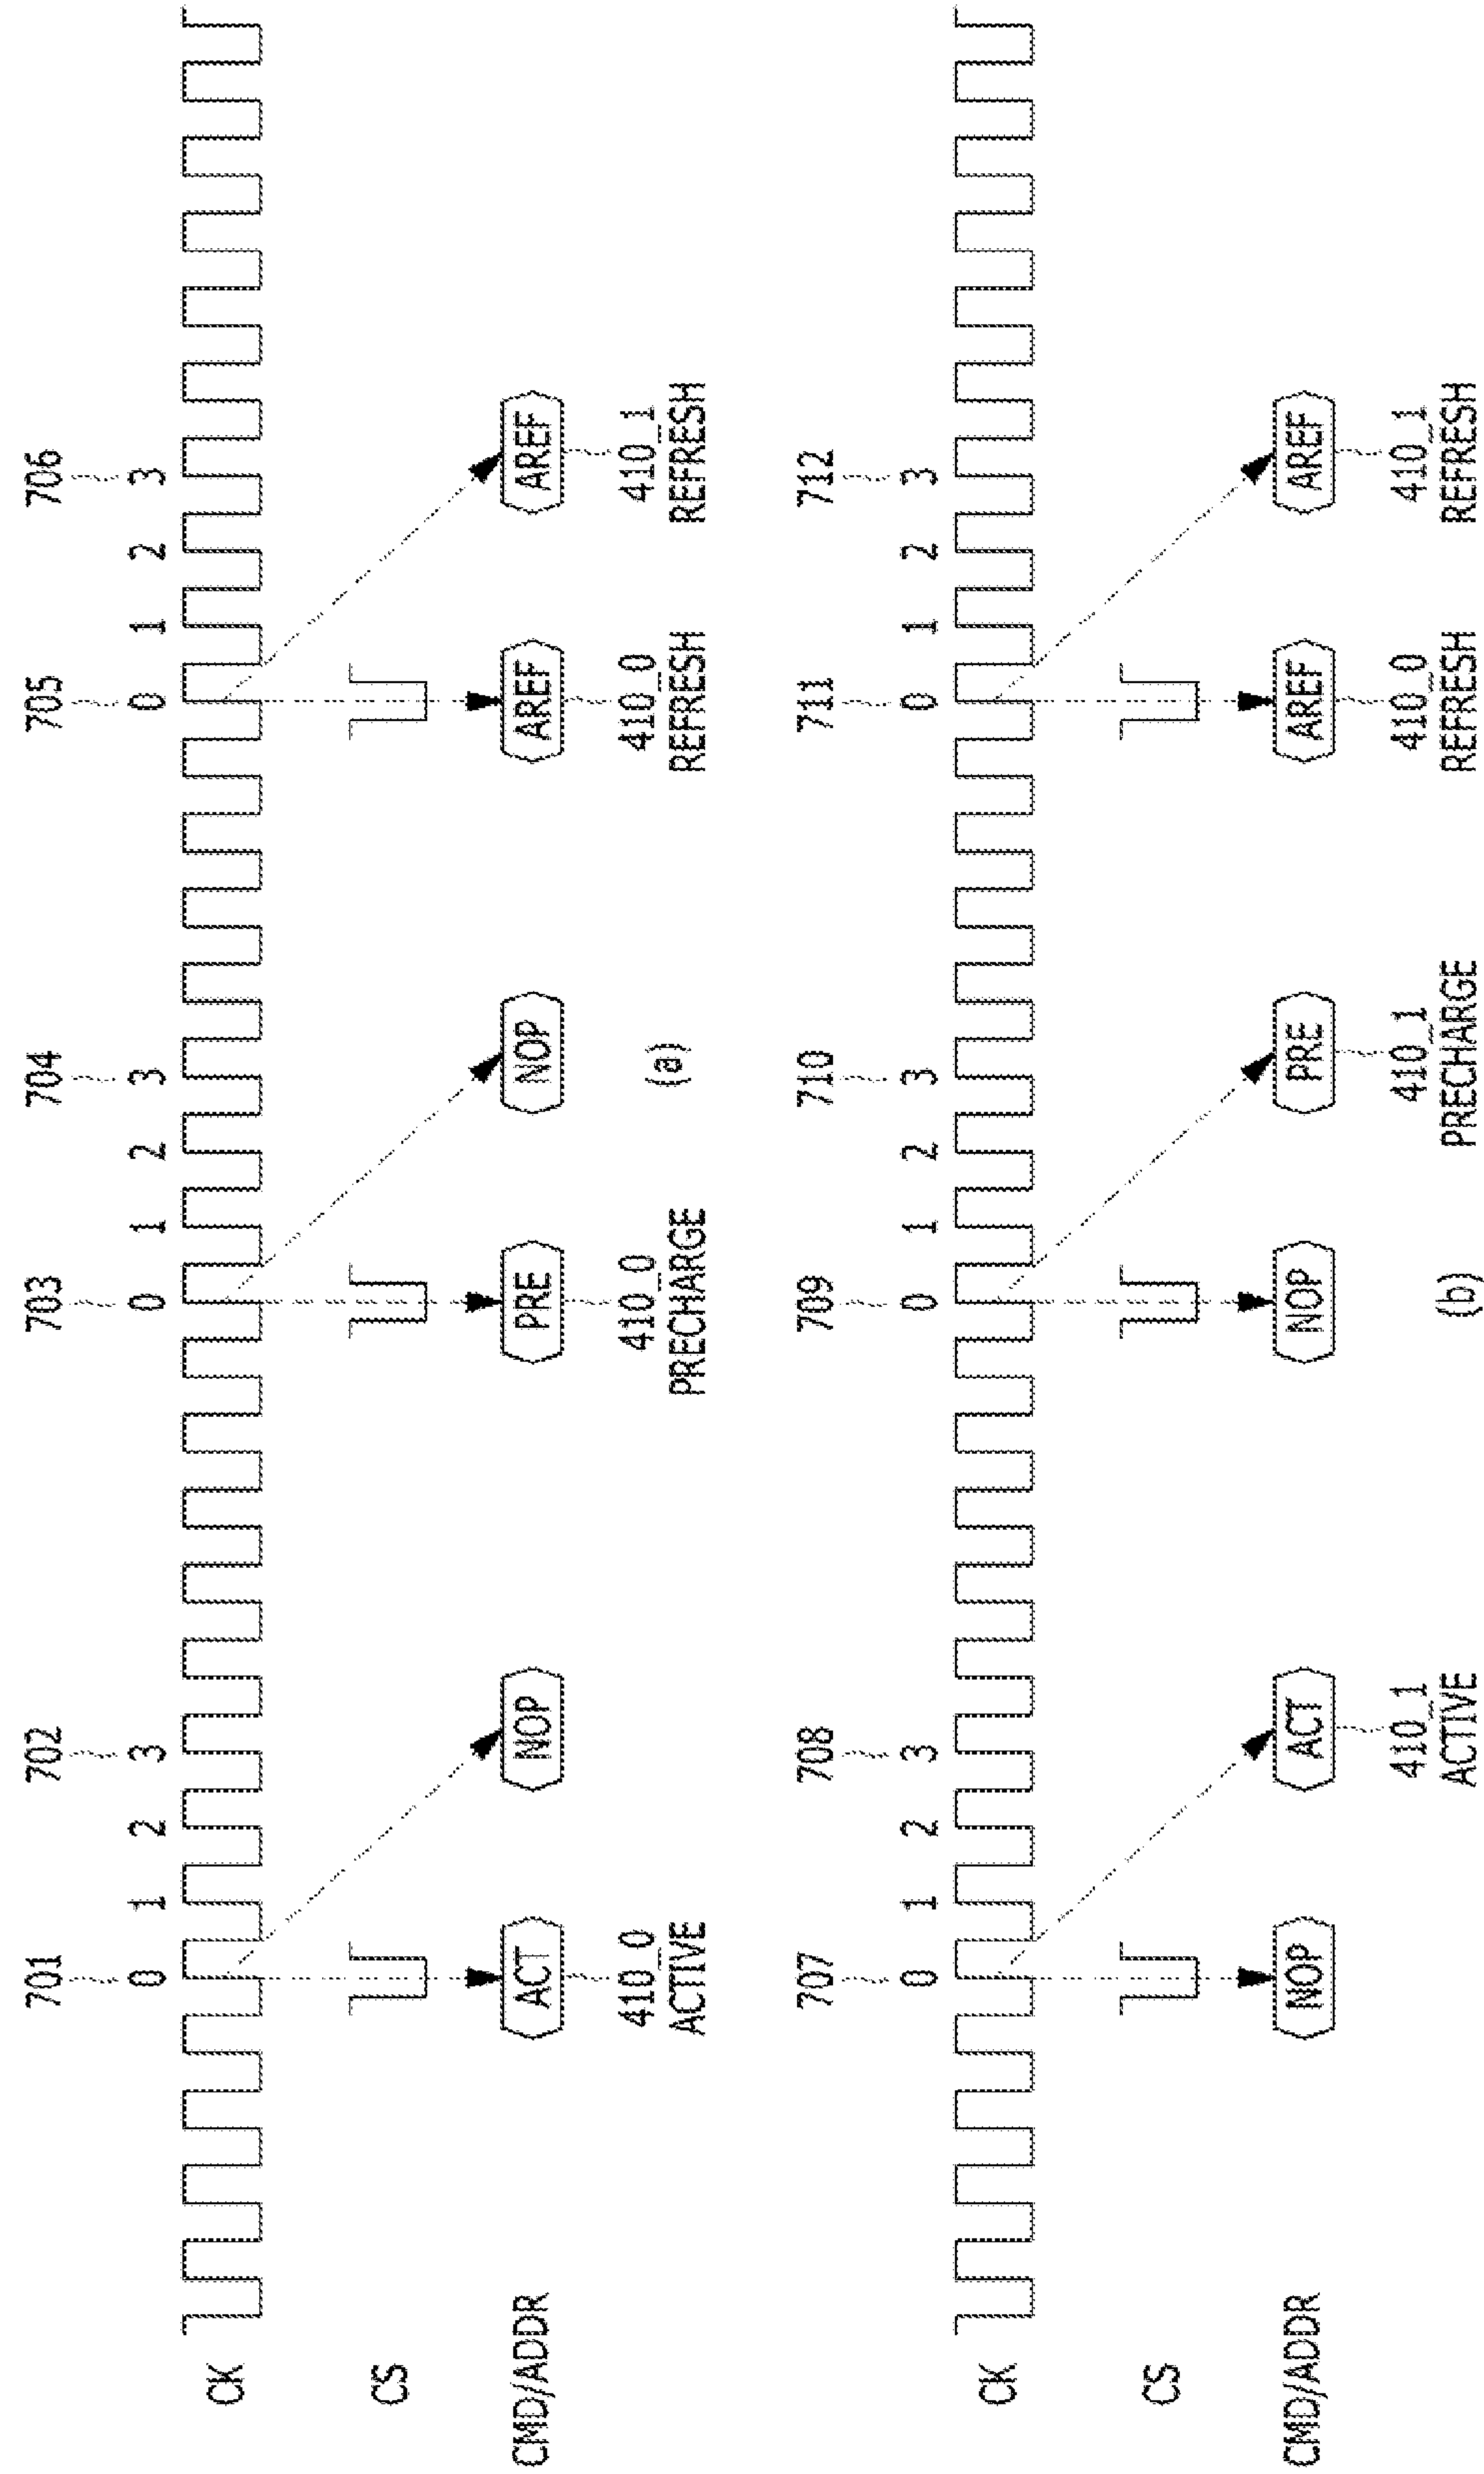 701 702 703 704 705 706
0 1 2 3 0 1 2 3 0 1 2 3
CK
CS
CMD/ADDR ACT NOP PRE NOP AREF AREF
410_0 410_0 410_0 410_1
ACTIVE PRECHARGE REFRESH REFRESH
(a)
707 708 709 710 711 712
0 1 2 3 0 1 2 3 0 1 2 3
CK
CS
CMD/ADDR NOP ACT NOP PRE AREF AREF
410_1 410_1 410_0 410_1
ACTIVE PRECHARGE REFRESH REFRESH
(b)